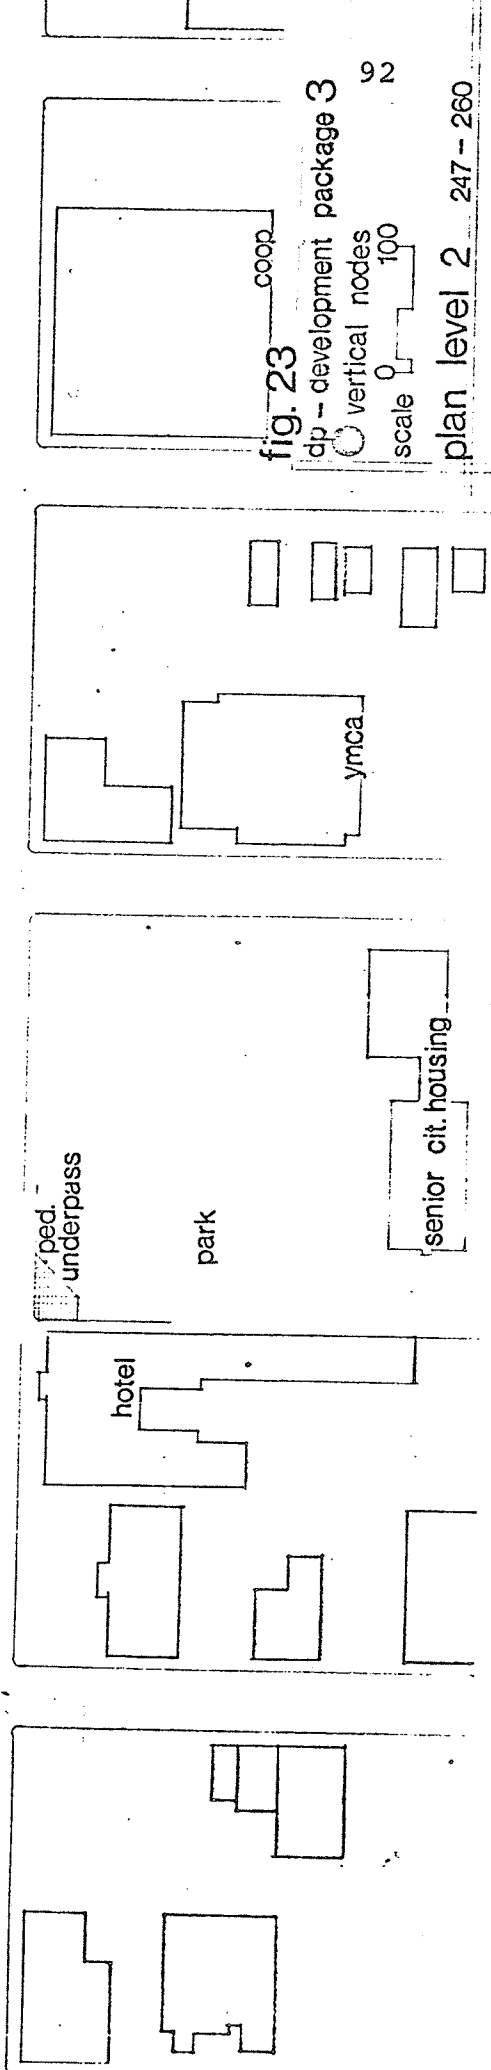 92
fig. 23
dp – development package 3
vertical nodes
scale 0 100
plan level 2 247 – 260
coop
ymca
senior cit. housing
park
ped.
underpass
hotel